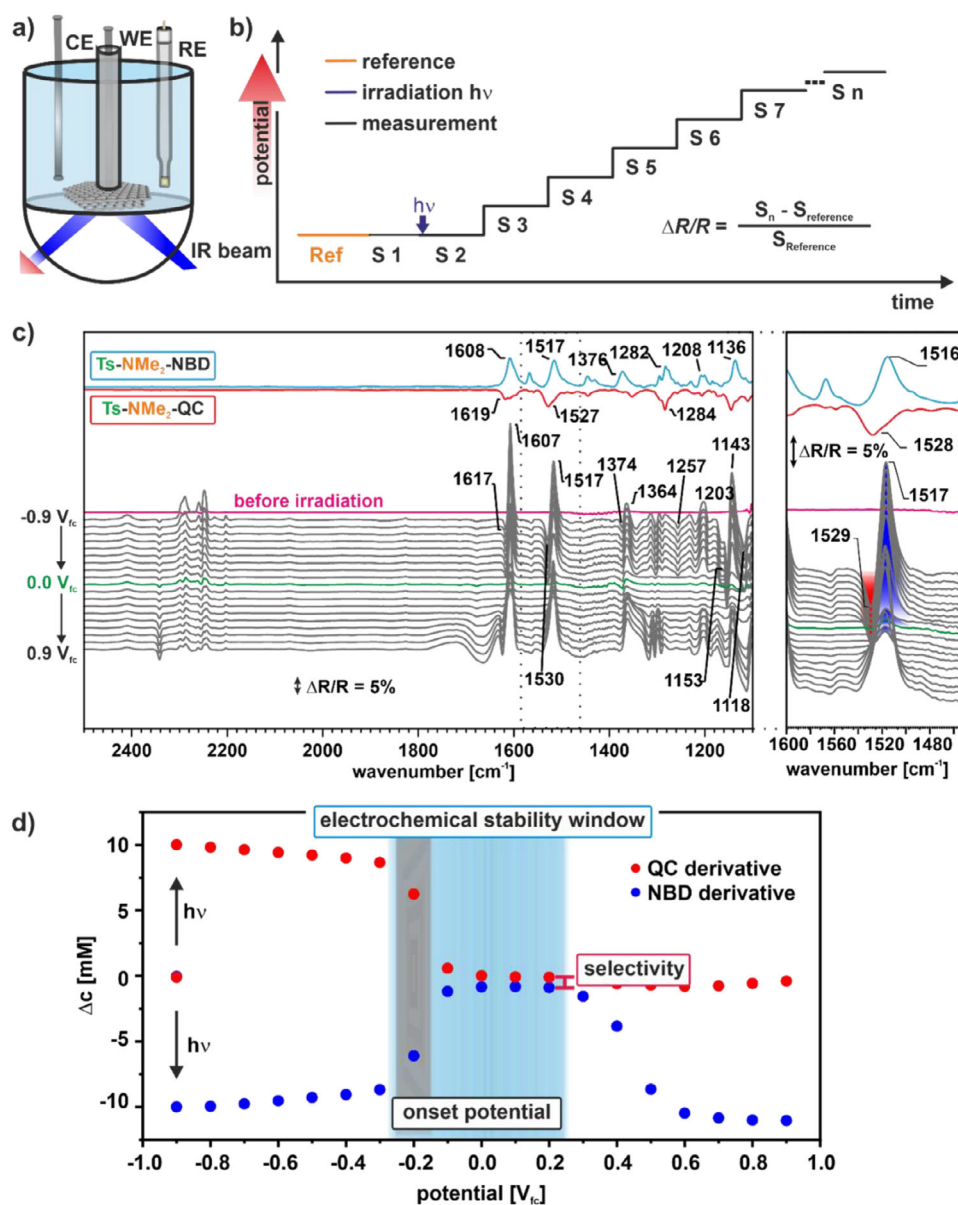 a)
CE WE RE
IR beam
b)
potential
reference
irradiation hν
measurement
Ref
S 1
hν
S 2
S 3
S 4
S 5
S 6
S 7
S n
ΔR/R = Sn - Sreference
SReference
time
c)
Ts-NMe2-NBD
Ts-NMe2-QC
1608
1517
1376
1282
1208
1136
1619
1527
1284
1607
before irradiation
1617
1517
1374
1364
1257
1203
1143
-0.9 Vfc
0.0 Vfc
0.9 Vfc
ΔR/R = 5%
1530
1153
1118
2400 2200 2000 1800 1600 1400 1200
wavenumber [cm-1]
1516
1528
ΔR/R = 5%
1517
1529
1600 1560 1520 1480
wavenumber [cm-1]
d)
electrochemical stability window
QC derivative
NBD derivative
selectivity
onset potential
hν
hν
10
5
0
-5
-10
Δc [mM]
-1.0 -0.8 -0.6 -0.4 -0.2 0.0 0.2 0.4 0.6 0.8 1.0
potential [Vfc]